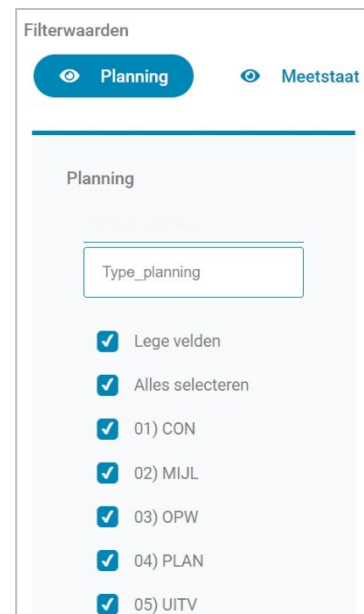 Filterwaarden
Planning Meetstaat
Planning
Type_planning
Lege velden
Alles selecteren
01) CON
02) MIJL
03) OPW
04) PLAN
05) UITV